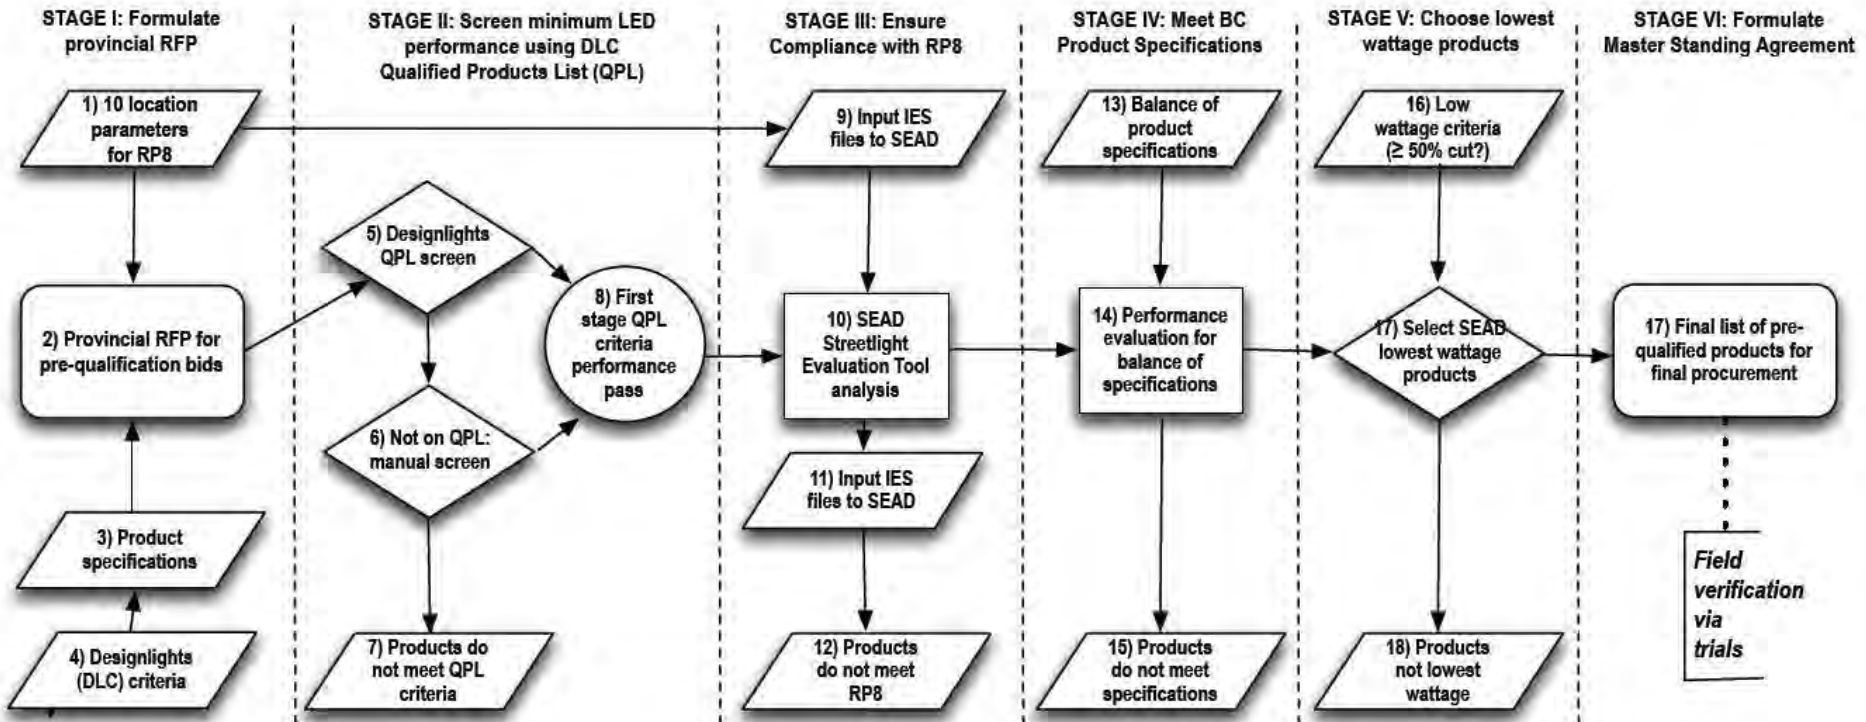 STAGE I: Formulate
provincial RFP
STAGE II: Screen minimum LED
performance using DLC
Qualified Products List (QPL)
STAGE III: Ensure
Compliance with RP8
STAGE IV: Meet BC
Product Specifications
STAGE V: Choose lowest
wattage products
STAGE VI: Formulate
Master Standing Agreement
1) 10 location
parameters
for RP8
2) Provincial RFP for
pre-qualification bids
3) Product
specifications
4) Designlights
(DLC) criteria
5) Designlights
QPL screen
6) Not on QPL:
manual screen
7) Products do
not meet QPL
criteria
8) First
stage QPL
criteria
performance
pass
9) Input IES
files to SEAD
10) SEAD
Streetlight
Evaluation Tool
analysis
11) Input IES
files to SEAD
12) Products
do not meet
RP8
13) Balance of
product
specifications
14) Performance
evaluation for
balance of
specifications
15) Products
do not meet
specifications
16) Low
wattage criteria
(≥ 50% cut?)
17) Select SEAD
lowest wattage
products
18) Products
not lowest
wattage
17) Final list of pre-
qualified products for
final procurement
Field
verification
via
trials